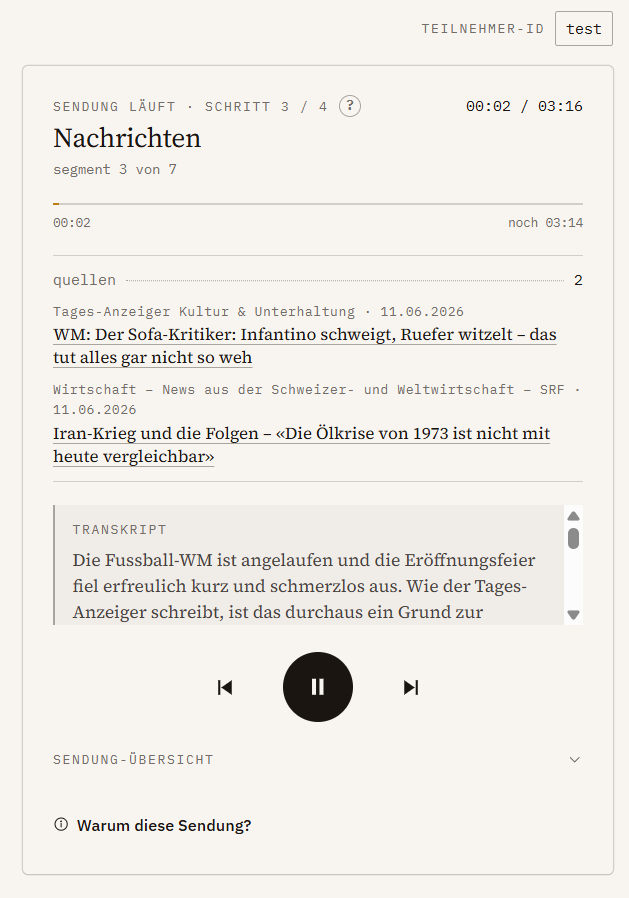 TEILNEHMER-ID test
SENDUNG LÄUFT · SCHRITT 3 / 4 ? 00:02 / 03:16
Nachrichten
segment 3 von 7
00:02 noch 03:14
quellen 2
Tages-Anzeiger Kultur & Unterhaltung · 11.06.2026
WM: Der Sofa-Kritiker: Infantino schweigt, Ruefer witzelt – das
tut alles gar nicht so weh
Wirtschaft – News aus der Schweizer- und Weltwirtschaft – SRF ·
11.06.2026
Iran-Krieg und die Folgen – «Die Ölkrise von 1973 ist nicht mit
heute vergleichbar»
TRANSKRIPT
Die Fussball-WM ist angelaufen und die Eröffnungsfeier
fiel erfreulich kurz und schmerzlos aus. Wie der Tages-
Anzeiger schreibt, ist das durchaus ein Grund zur
SENDUNG-ÜBERSICHT
Warum diese Sendung?